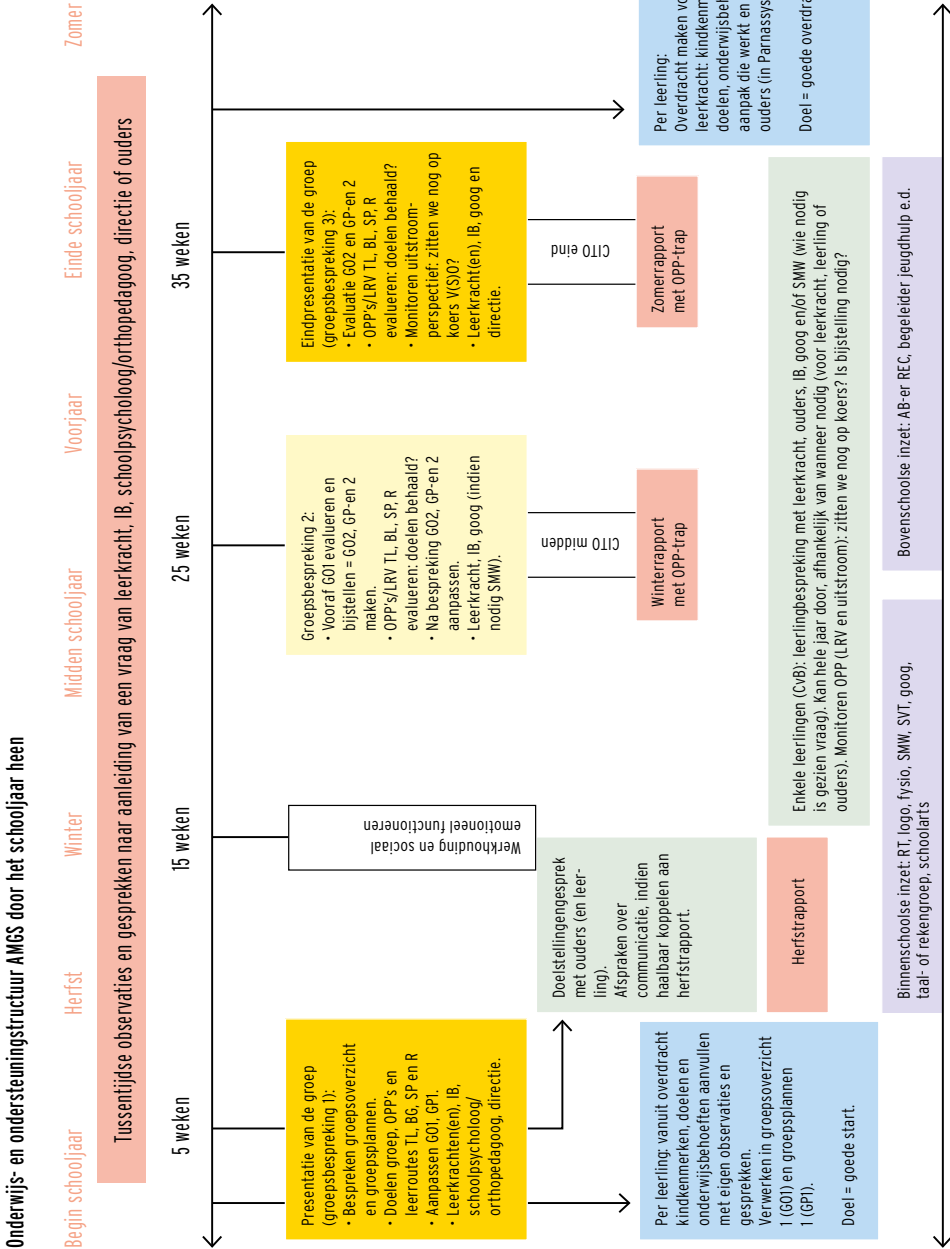 Onderwijs- en ondersteuningstructuur AMGS door het schooljaar heen
Begin schooljaar
Herfst
Winter
Midden schooljaar
Voorjaar
Einde schooljaar
Zomer
Tussentijdse observaties en gesprekken naar aanleiding van een vraag van leerkracht, IB, schoolpsycholoog/orthopedagoog, directie of ouders
5 weken
15 weken
25 weken
35 weken
Presentatie van de groep
(groepsbespreking 1):
• Bespreken groepsoverzicht
en groepsplannen.
• Doelen groep, OPP's en
leerroutes TL, BG, SP en R
• Aanpassen GO1, GP1.
• Leerkrachten(en), IB,
schoolpsycholoog/
orthopedagoog, directie.
Werkhouding en sociaal
emotioneel functioneren
Groepsbespreking 2:
• Vooraf GO1 evalueren en
bijstellen = GO2, GP-en 2
maken.
• OPP's/LRV TL, BL, SP, R
evalueren: doelen behaald?
• Na bespreking GO2, GP-en 2
aanpassen.
• Leerkracht, IB, goog (indien
nodig SMW).
Eindpresentatie van de groep
(groepsbespreking 3):
• Evaluatie GO2 en GP-en 2
• OPP's/LRV TL, BL, SP, R
evalueren: doelen behaald?
• Monitoren uitstroom-
perspectief: zitten we nog op
koers V(S)O?
• Leerkracht(en), IB, goog en
directie.
CITO midden
CITO eind
Doelstellingengesprek
met ouders (en leer-
ling).
Afspraken over
communicatie, indien
haalbaar koppelen aan
herfstrapport.
Winterrapport
met OPP-trap
Zomerrapport
met OPP-trap
Per leerling: vanuit overdracht
kindkenmerken, doelen en
onderwijsbehoeften aanvullen
met eigen observaties en
gesprekken.
Verwerken in groepsoverzicht
1 (GO1) en groepsplannen
1 (GP1).
Doel = goede start.
Per leerling:
Overdracht maken
leerkracht:
doelen,
aanpak die werkt en
ouders (in
Doel = goede
Herfstrapport
Enkele leerlingen (CvB): leerlingbespreking met leerkracht, ouders, IB, goog en/of SMW (wie nodig
is gezien vraag). Kan hele jaar door, afhankelijk van wanneer nodig (voor leerkracht, leerling of
ouders). Monitoren OPP (LRV en uitstroom): zitten we nog op koers? Is bijstelling nodig?
Binnenschoolse inzet: RT, logo, fysio, SMW, SVT, goog,
taal- of rekengroep, schoolarts
Bovenschoolse inzet: AB-er REC, begeleider jeugdhulp e.d.